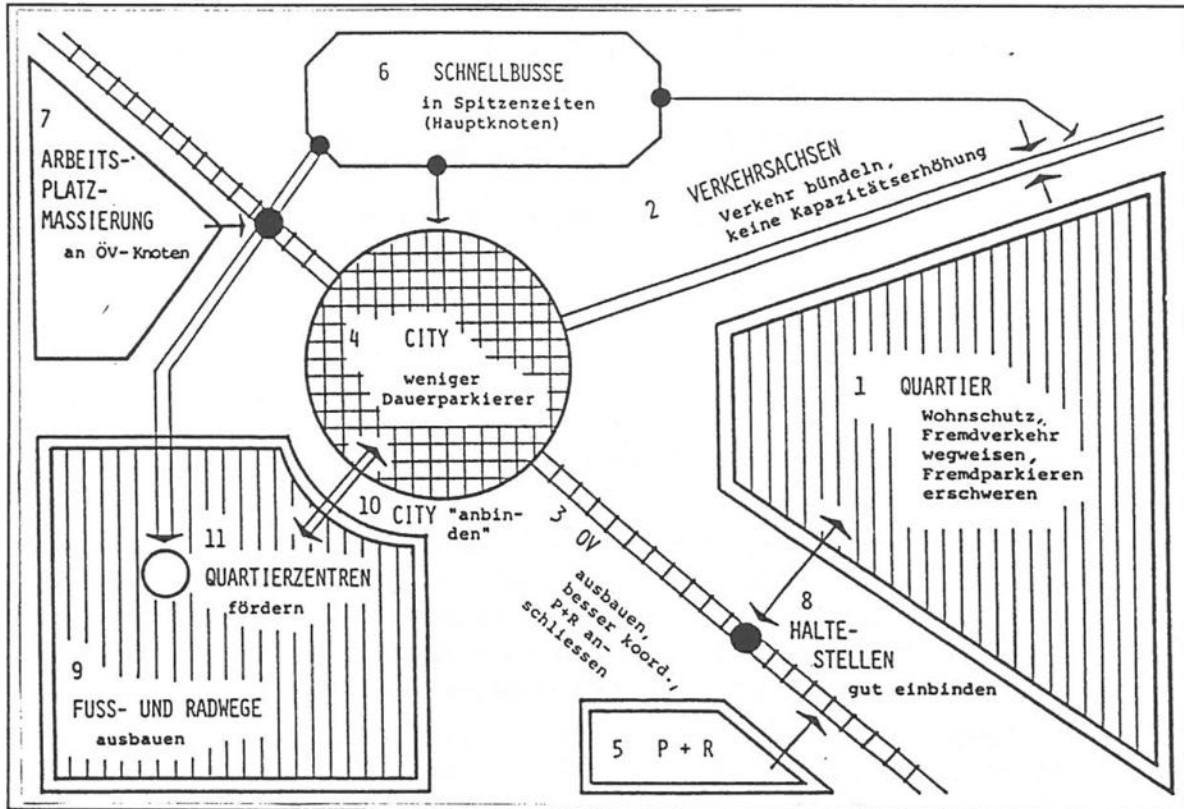 6 SCHNELLBUSSE
in Spitzenzeiten
(Hauptknoten)
7
ARBEITS-
PLATZ-
MASSIERUNG
an ÖV-Knoten
2 VERKEHRSACHSEN
Verkehr bündeln,
keine Kapazitätserhöhung
4 CITY
weniger
Dauerparkierer
1 QUARTIER
Wohnschutz,
Fremdverkehr
wegweisen,
Fremdparkieren
erschweren
10 CITY "anbin-
den"
3 ÖV
ausbauen,
besser koord.,
P+R an-
schliessen
11
QUARTIERZENTREN
fördern
8
HALTE-
STELLEN
gut einbinden
9
FUSS- UND RADWEGE
ausbauen
5 P + R